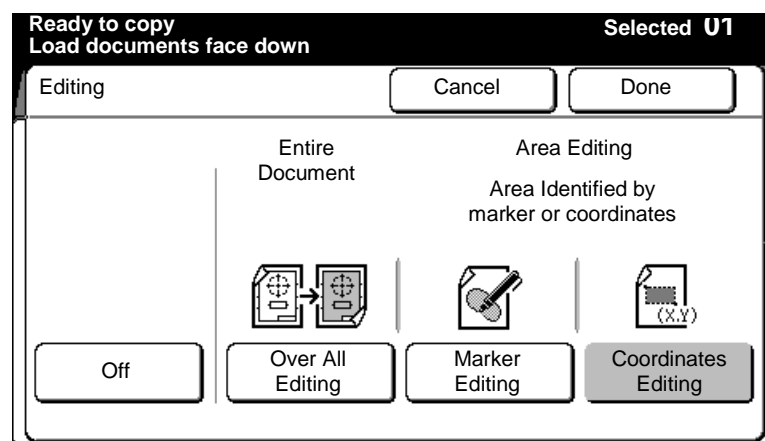 Ready to copy
Selected 01
Load documents face down
Editing
Cancel
Done
Entire
Document
Area Editing
Area Identified by
marker or coordinates
(X,Y)
Off
Over All
Editing
Marker
Editing
Coordinates
Editing